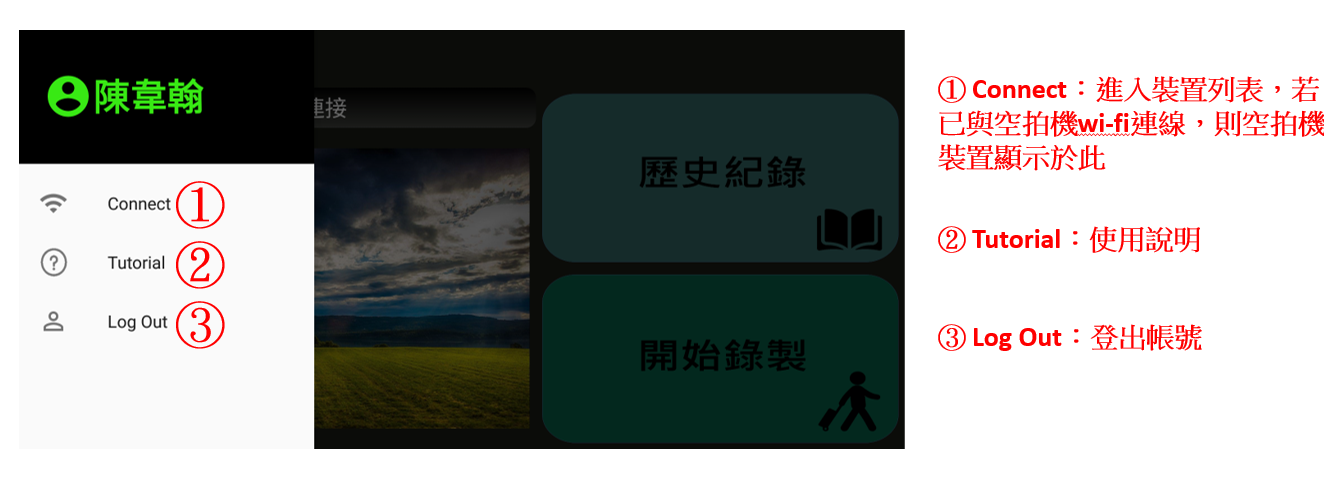 陳韋翰
連接
Connect ①
Tutorial ②
Log Out ③
歷史紀錄
開始錄製
① Connect：進入裝置列表，若
已與空拍機wi-fi連線，則空拍機
裝置顯示於此
② Tutorial：使用說明
③ Log Out：登出帳號